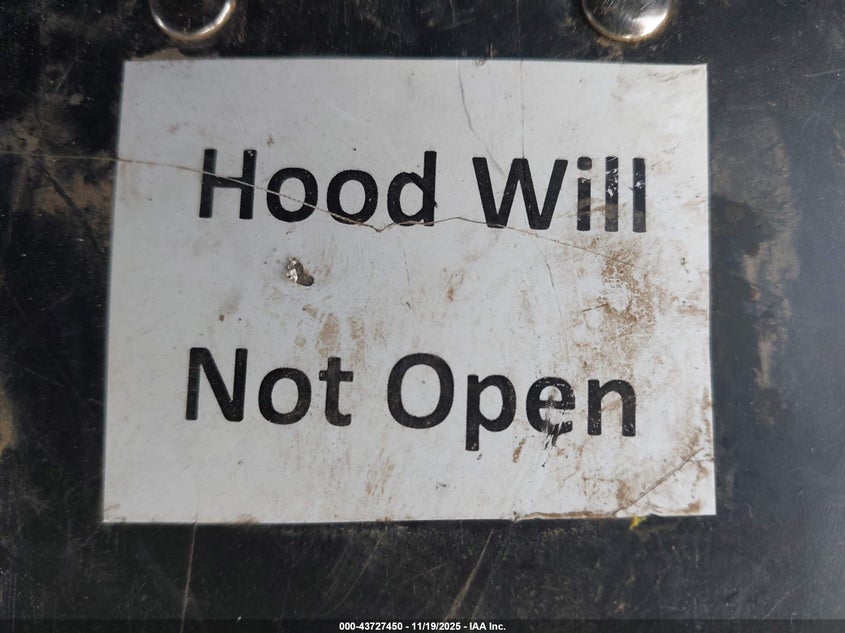 Hood Will
Not Open
000-43727450 - 11/19/2025 - IAA Inc.